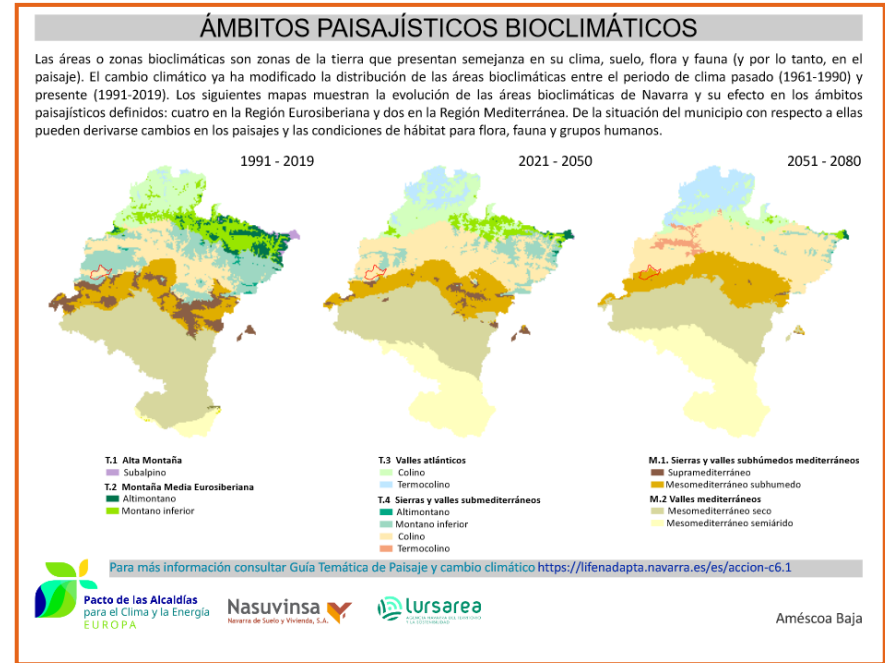 ÁMBITOS PAISAJÍSTICOS BIOCLIMÁTICOS
Las áreas o zonas bioclimáticas son zonas de la tierra que presentan semejanza en su clima, suelo, flora y fauna (y por lo tanto, en el
paisaje). El cambio climático ya ha modificado la distribución de las áreas bioclimáticas entre el periodo de clima pasado (1961-1990) y
presente (1991-2019). Los siguientes mapas muestran la evolución de las áreas bioclimáticas de Navarra y su efecto en los ámbitos
paisajísticos definidos: cuatro en la Región Eurosiberiana y dos en la Región Mediterránea. De la situación del municipio con respecto a ellas
pueden derivarse cambios en los paisajes y las condiciones de hábitat para flora, fauna y grupos humanos.
1991 - 2019
2021 - 2050
2051 - 2080
T.1 Alta Montaña
Subalpino
T.2 Montaña Media Eurosiberiana
Altimontano
Montano inferior
T.3 Valles atlánticos
Colino
Termocolino
T.4 Sierras y valles submediterráneos
Altimontano
Montano inferior
Colino
Termocolino
M.1. Sierras y valles subhúmedos mediterráneos
Supramediterráneo
Mesomediterráneo subhumedo
M.2 Valles mediterráneos
Mesomediterráneo seco
Mesomediterráneo semiárido
Para más información consultar Guía Temática de Paisaje y cambio climático https://lifenadapta.navarra.es/es/accion-c6.1
Pacto de las Alcaldías
para el Clima y la Energía
EUROPA
Nasuvinsa
Navarra de Suelo y Vivienda, S.A.
lursarea
AGENCIA NAVARRA DEL TERRITORIO
Y LA SOSTENIBILIDAD
Améscoa Baja